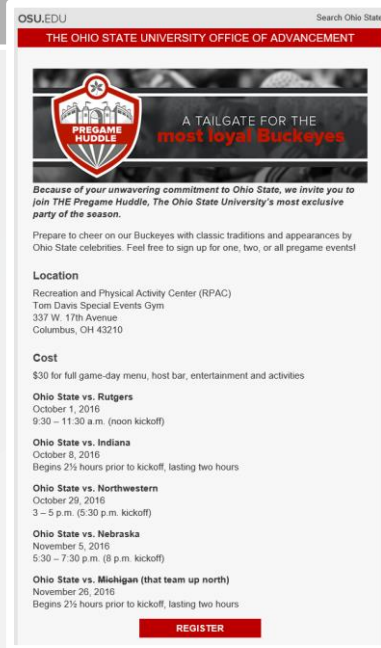 OSU.EDU
Search Ohio State
THE OHIO STATE UNIVERSITY OFFICE OF ADVANCEMENT
PREGAME
HUDDLE
A TAILGATE FOR THE
most loyal Buckeyes
Because of your unwavering commitment to Ohio State, we invite you to
join THE Pregame Huddle, The Ohio State University's most exclusive
party of the season.
Prepare to cheer on our Buckeyes with classic traditions and appearances by
Ohio State celebrities. Feel free to sign up for one, two, or all pregame events!
Location
Recreation and Physical Activity Center (RPAC)
Tom Davis Special Events Gym
337 W. 17th Avenue
Columbus, OH 43210
Cost
$30 for full game-day menu, host bar, entertainment and activities
Ohio State vs. Rutgers
October 1, 2016
9:30 – 11:30 a.m. (noon kickoff)
Ohio State vs. Indiana
October 8, 2016
Begins 2½ hours prior to kickoff, lasting two hours
Ohio State vs. Northwestern
October 29, 2016
3 – 5 p.m. (5:30 p.m. kickoff)
Ohio State vs. Nebraska
November 5, 2016
5:30 – 7:30 p.m. (8 p.m. kickoff)
Ohio State vs. Michigan (that team up north)
November 26, 2016
Begins 2½ hours prior to kickoff, lasting two hours
REGISTER